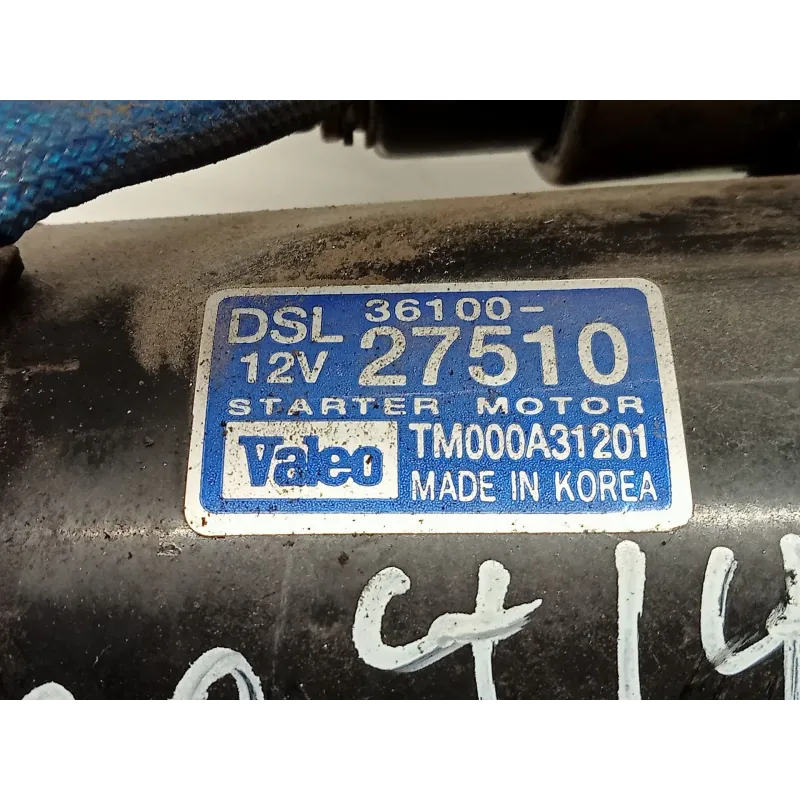 DSL 36100-
12V 27510
STARTER MOTOR
Valeo TM000A31201
MADE IN KOREA